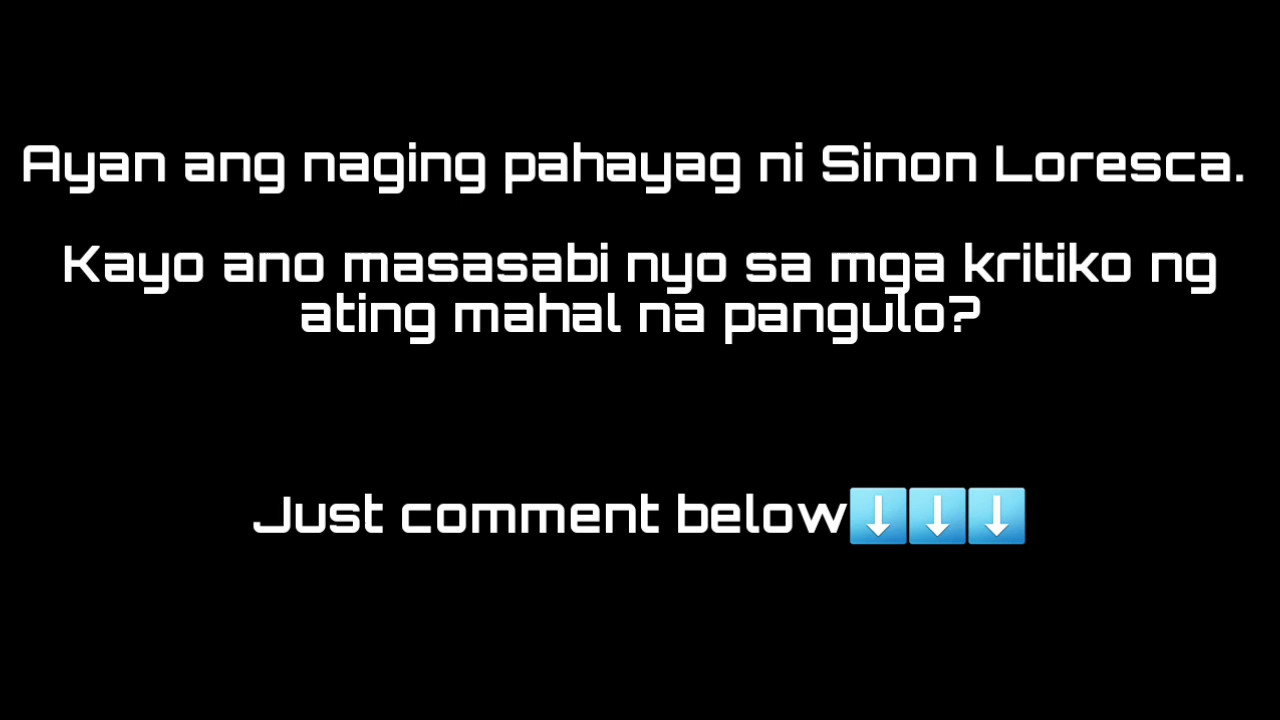 Ayan ang naging pahayag ni Sinon Loresca.
Kayo ano masasabi nyo sa mga kritiko ng
ating mahal na pangulo?
Just comment below⬇️⬇️⬇️